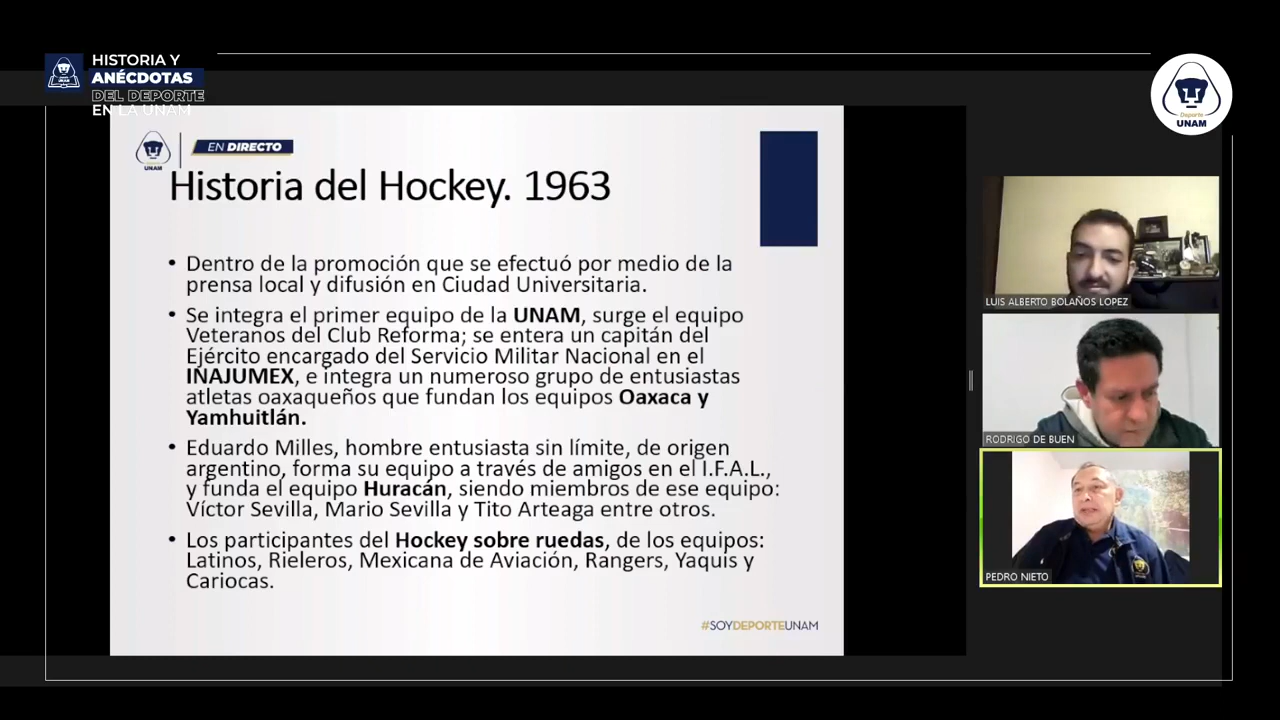 HISTORIA Y
ANÉCDOTAS
DEL DEPORTE
EN LA UNAM
Deporte
UNAM
UNAM
EN DIRECTO
Historia del Hockey. 1963
• Dentro de la promoción que se efectuó por medio de la
prensa local y difusión en Ciudad Universitaria.
• Se integra el primer equipo de la UNAM, surge el equipo
Veteranos del Club Reforma; se entera un capitán del
Ejército encargado del Servicio Militar Nacional en el
INAJUMEX, e integra un numeroso grupo de entusiastas
atletas oaxaqueños que fundan los equipos Oaxaca y
Yamhuitlán.
• Eduardo Milles, hombre entusiasta sin límite, de origen
argentino, forma su equipo a través de amigos en el I.F.A.L.,
y funda el equipo Huracán, siendo miembros de ese equipo:
Víctor Sevilla, Mario Sevilla y Tito Arteaga entre otros.
• Los participantes del Hockey sobre ruedas, de los equipos:
Latinos, Rieleros, Mexicana de Aviación, Rangers, Yaquis y
Cariocas.
#SOYDEPORTEUNAM
LUIS ALBERTO BOLAÑOS LOPEZ
RODRIGO DE BUEN
PEDRO NIETO